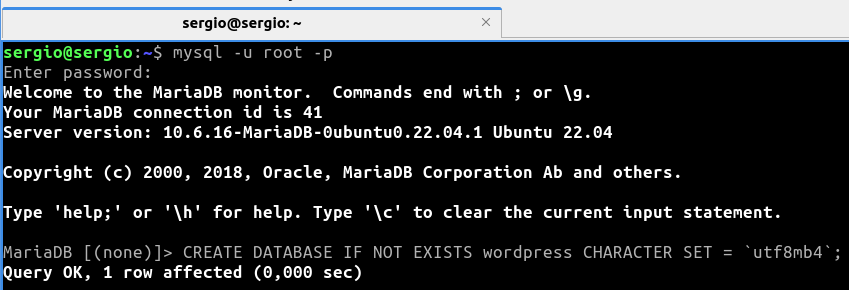 sergio@sergio: ~
sergio@sergio:~$ mysql -u root -p
Enter password:
Welcome to the MariaDB monitor.  Commands end with ; or \g.
Your MariaDB connection id is 41
Server version: 10.6.16-MariaDB-0ubuntu0.22.04.1 Ubuntu 22.04
Copyright (c) 2000, 2018, Oracle, MariaDB Corporation Ab and others.
Type 'help;' or '\h' for help. Type '\c' to clear the current input statement.
MariaDB [(none)]> CREATE DATABASE IF NOT EXISTS wordpress CHARACTER SET = `utf8mb4`;
Query OK, 1 row affected (0,000 sec)